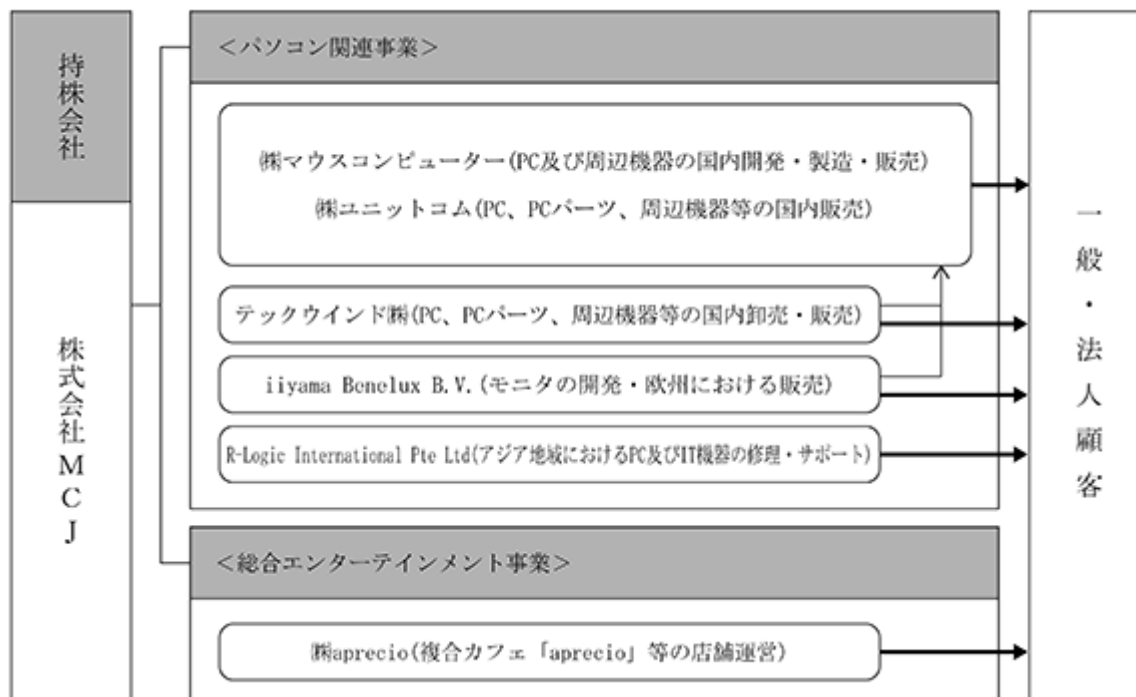 持株会社
株式会社MCJ
＜パソコン関連事業＞
㈱マウスコンピューター(PC及び周辺機器の国内開発・製造・販売)
㈱ユニットコム(PC、PCパーツ、周辺機器等の国内販売)
テックウインド㈱(PC、PCパーツ、周辺機器等の国内卸売・販売)
iiyama Benelux B.V.(モニタの開発・欧州における販売)
R-Logic International Pte Ltd(アジア地域におけるPC及びIT機器の修理・サポート)
＜総合エンターテインメント事業＞
㈱aprecio(複合カフェ「aprecio」等の店舗運営)
一般・法人顧客